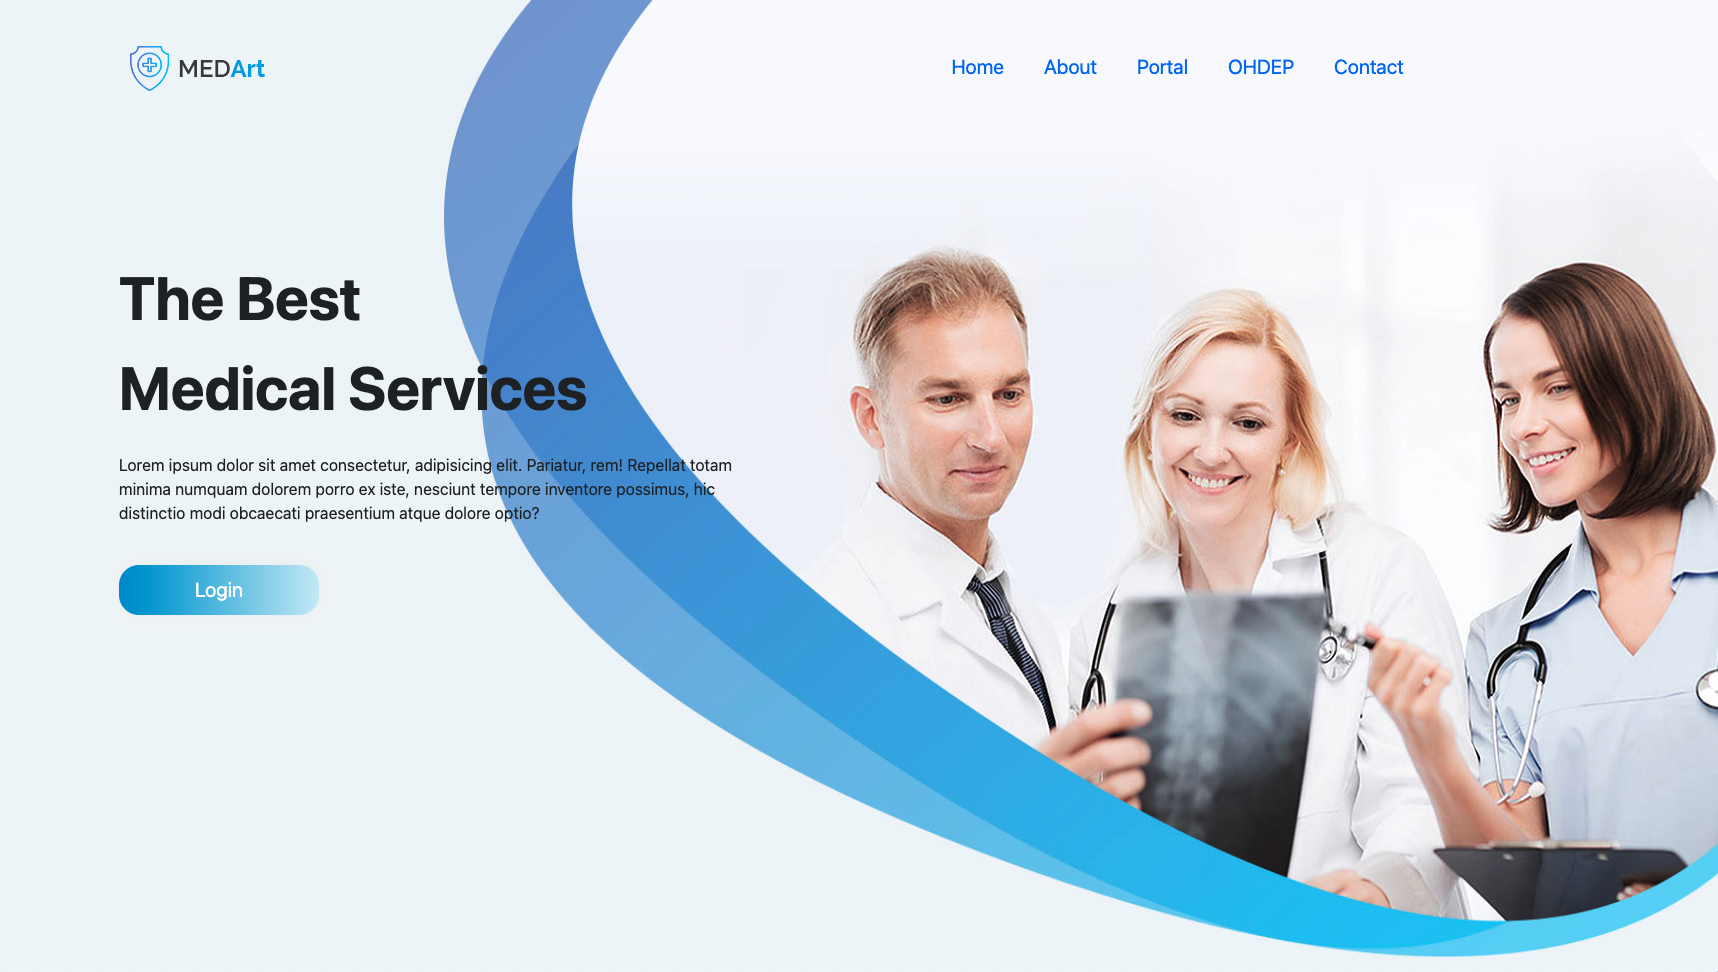 MEDArt
Home About Portal OHDEP Contact
The Best
Medical Services
Lorem ipsum dolor sit amet consectetur, adipisicing elit. Pariatur, rem! Repellat totam
minima numquam dolorem porro ex iste, nesciunt tempore inventore possimus, hic
distinctio modi obcaecati praesentium atque dolore optio?
Login